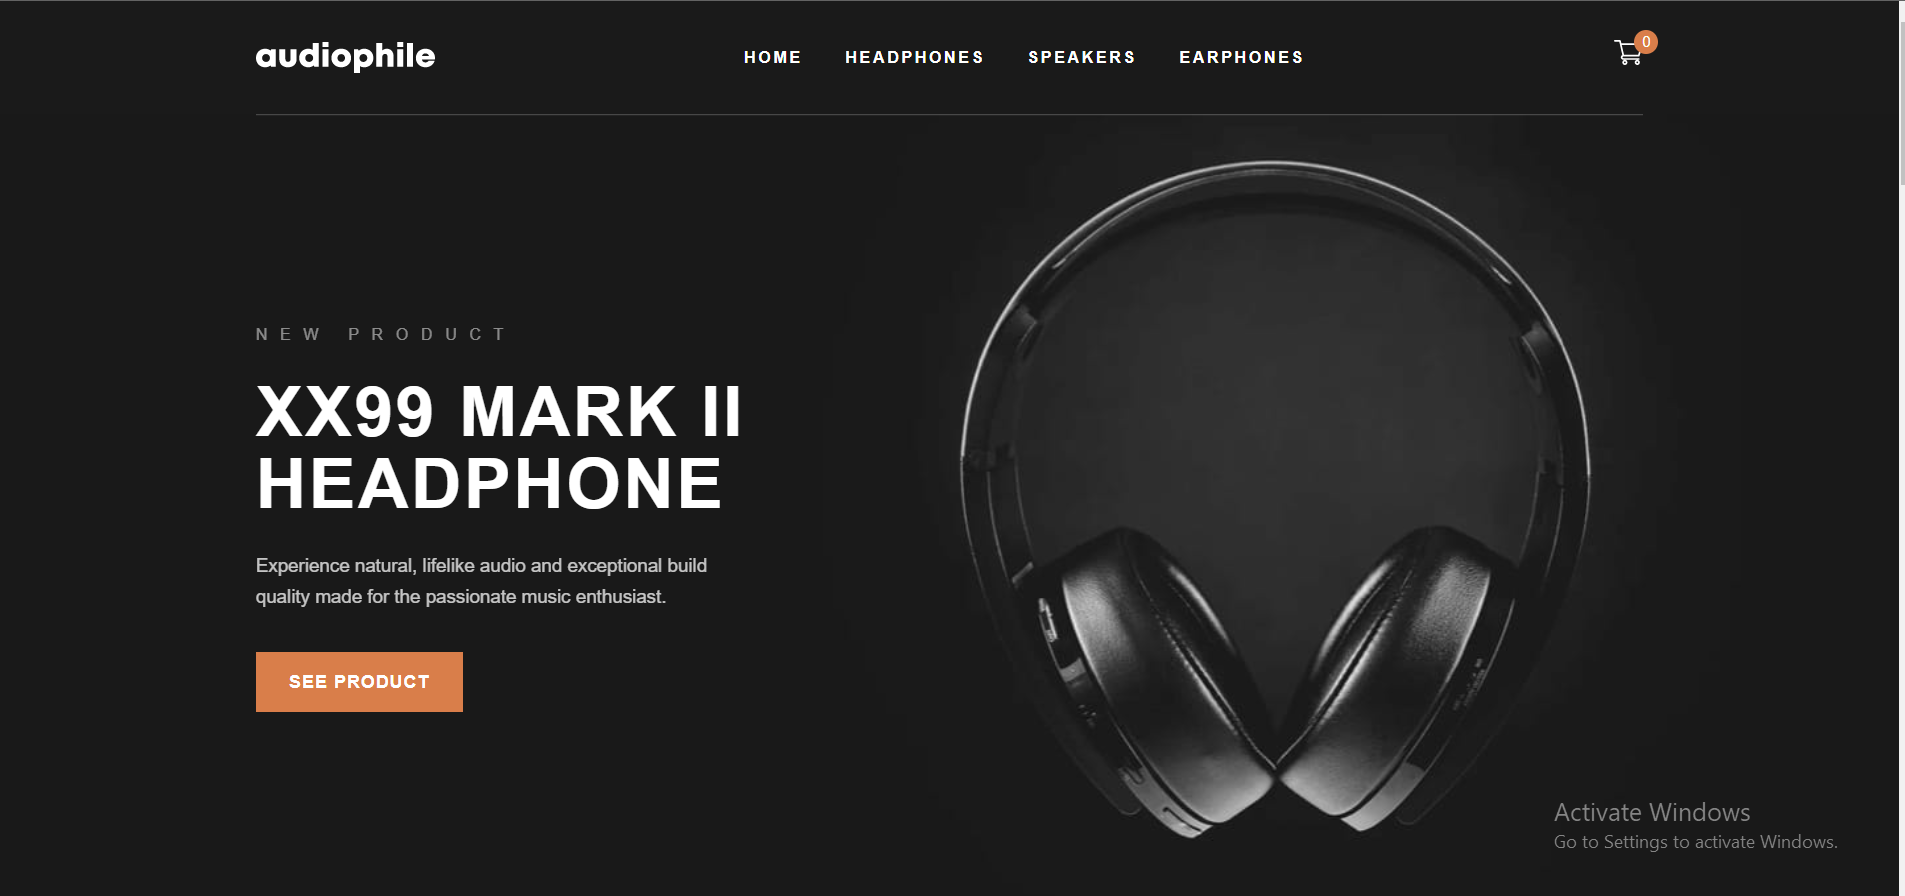 audiophile
HOME HEADPHONES SPEAKERS EARPHONES
0
NEW PRODUCT
XX99 MARK II
HEADPHONE
Experience natural, lifelike audio and exceptional build
quality made for the passionate music enthusiast.
SEE PRODUCT
Activate Windows
Go to Settings to activate Windows.